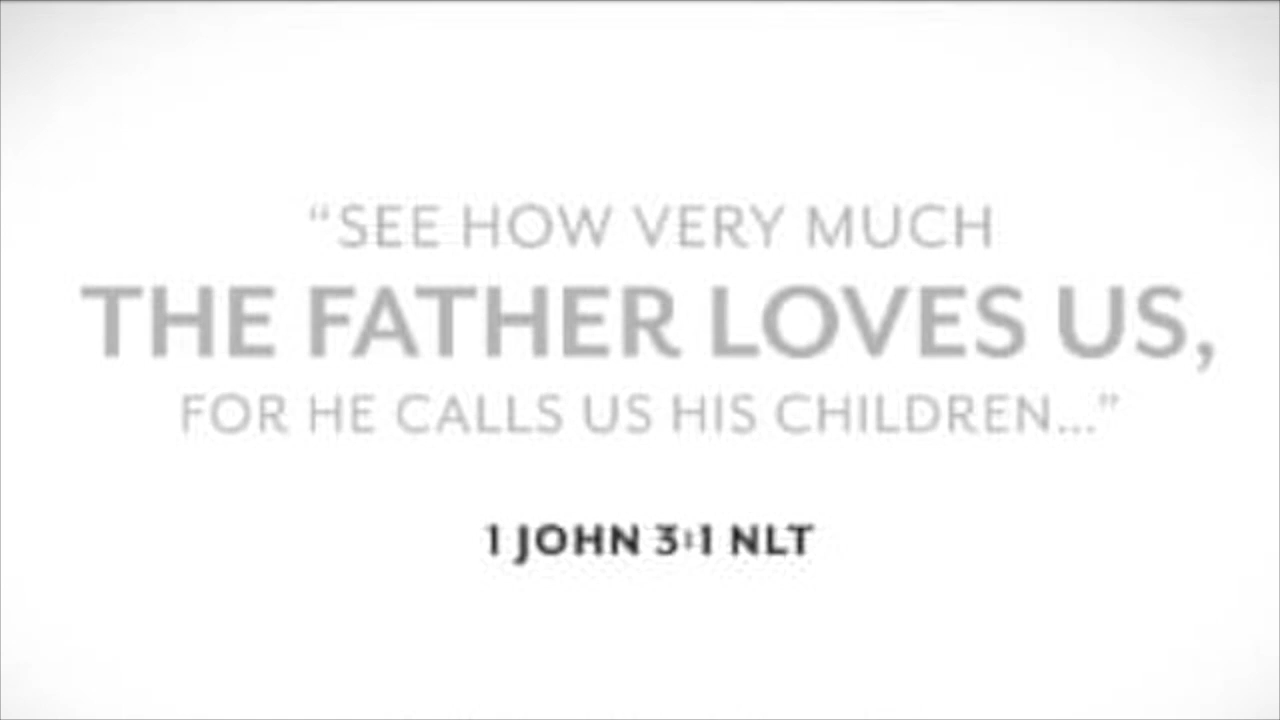 “SEE HOW VERY MUCH
THE FATHER LOVES US,
FOR HE CALLS US HIS CHILDREN...”
1 JOHN 3:1 NLT